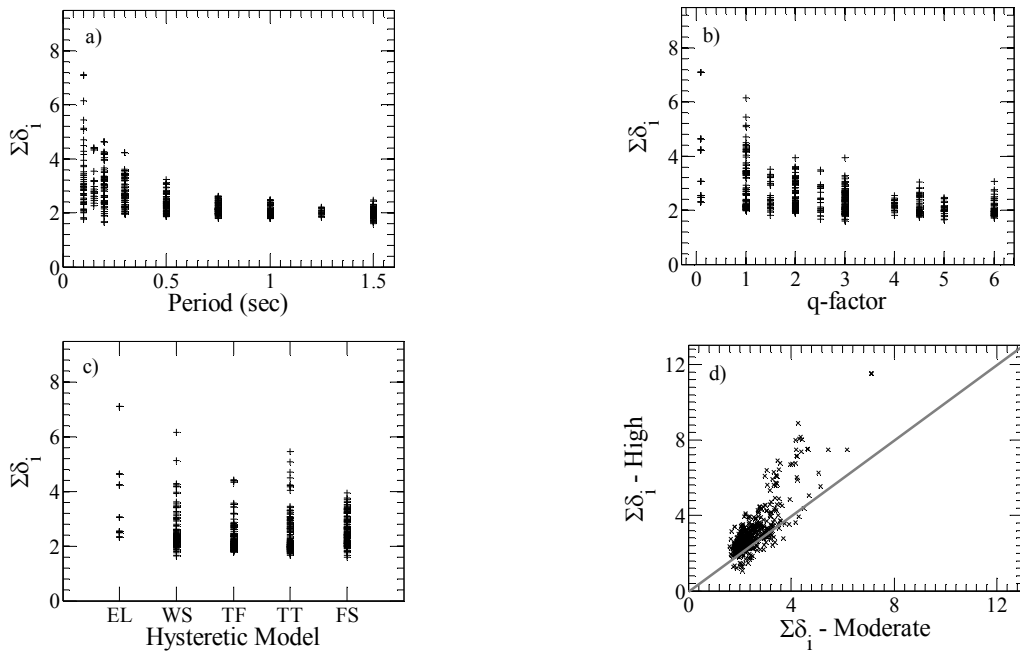 a)
8
6
4
2
0
Σδi
0 0.5 1 1.5
Period (sec)
b)
8
6
4
2
0
Σδi
0 1 2 3 4 5 6
q-factor
c)
8
6
4
2
0
Σδi
EL WS TF TT FS
Hysteretic Model
d)
12
8
4
0
Σδi - High
0 4 8 12
Σδi - Moderate